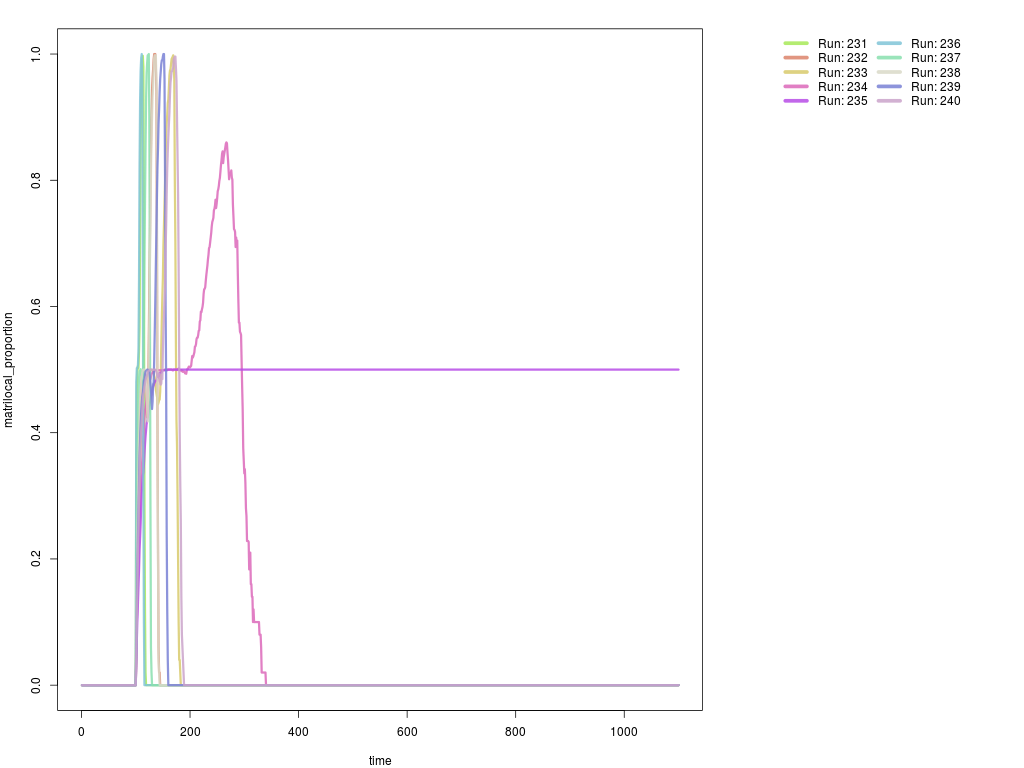 Run: 231 Run: 236
Run: 232 Run: 237
Run: 233 Run: 238
Run: 234 Run: 239
Run: 235 Run: 240
1.0
0.8
0.6
0.4
0.2
0.0
matrilocal_proportion
0 200 400 600 800 1000
time